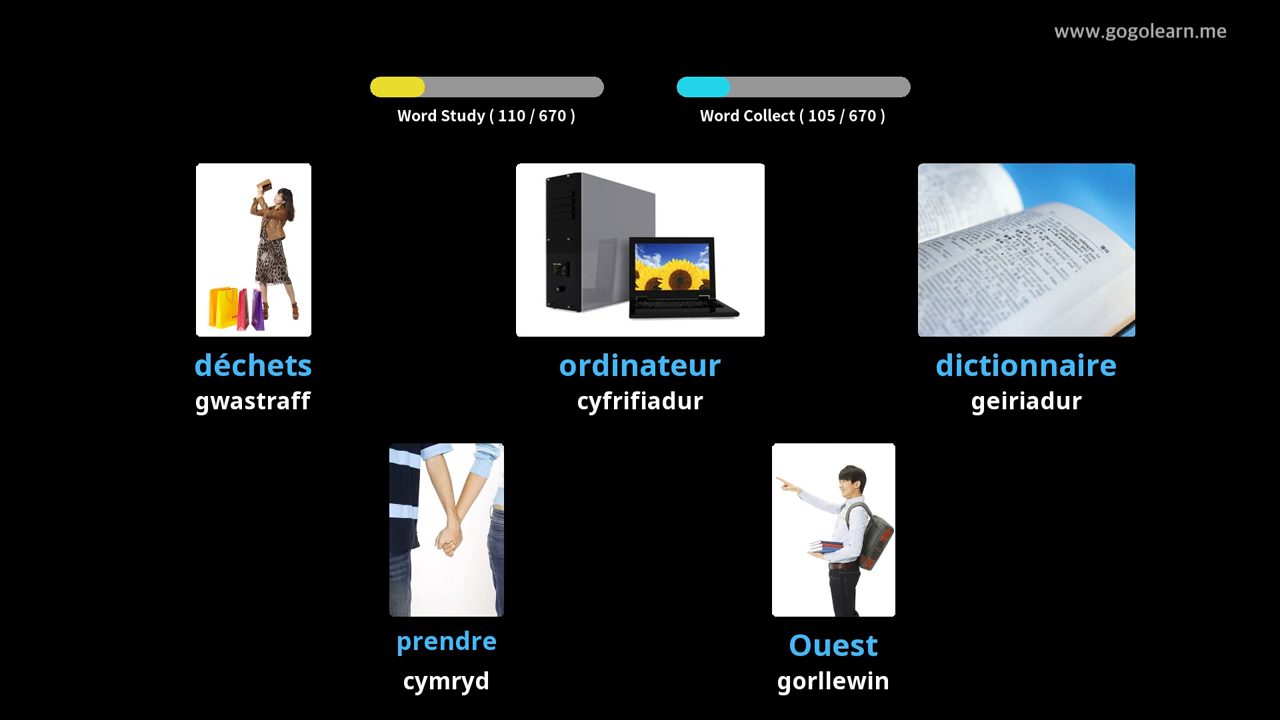 www.gogolearn.me
Word Study ( 110 / 670 )
Word Collect ( 105 / 670 )
déchets
gwastraff
ordinateur
cyfrifiadur
dictionnaire
geiriadur
prendre
cymryd
Ouest
gorllewin